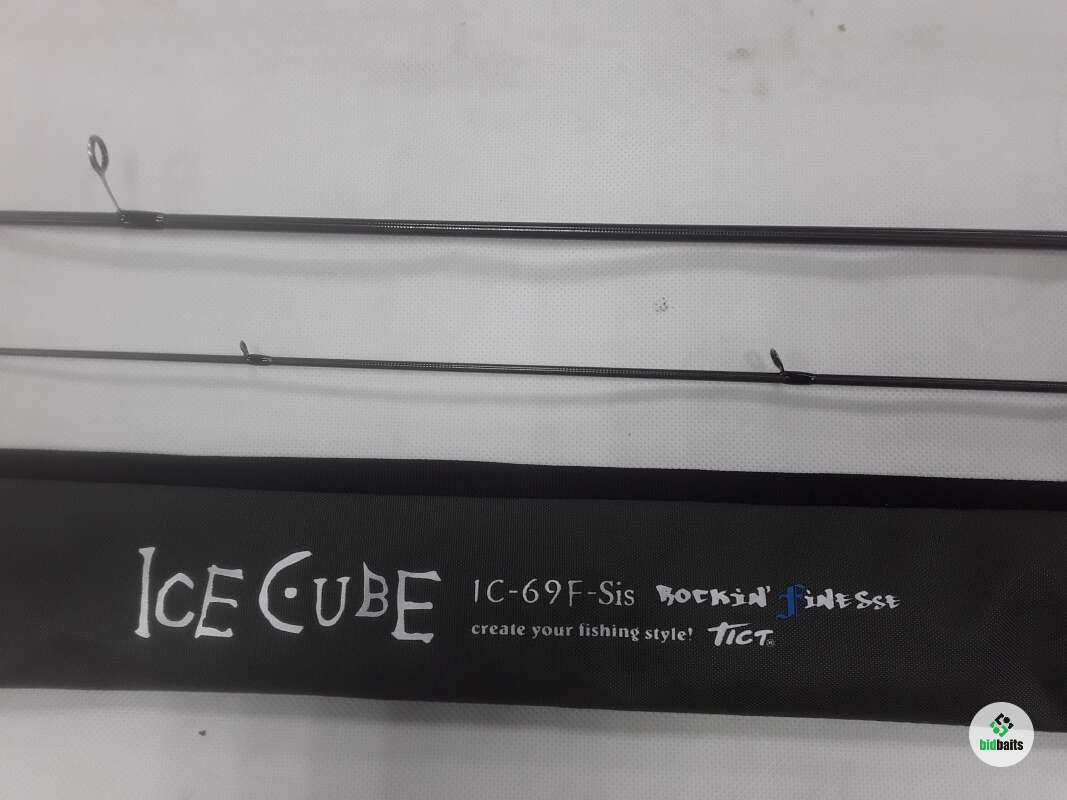 ICE CUBE IC-69F-Sis ROCKIN' FINESSE
create your fishing style! TICT®
bidbaits